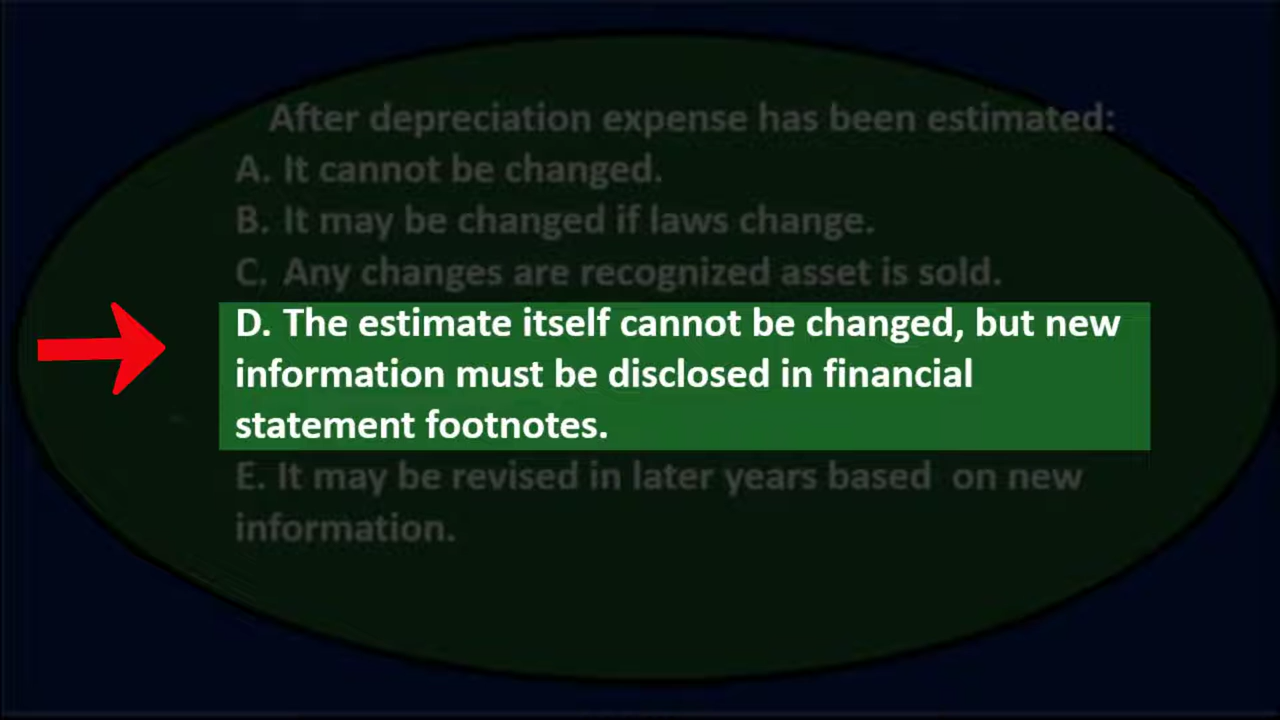 After depreciation expense has been estimated:
A. It cannot be changed.
B. It may be changed if laws change.
C. Any changes are recognized asset is sold.
D. The estimate itself cannot be changed, but new
information must be disclosed in financial
statement footnotes.
E. It may be revised in later years based  on new
information.